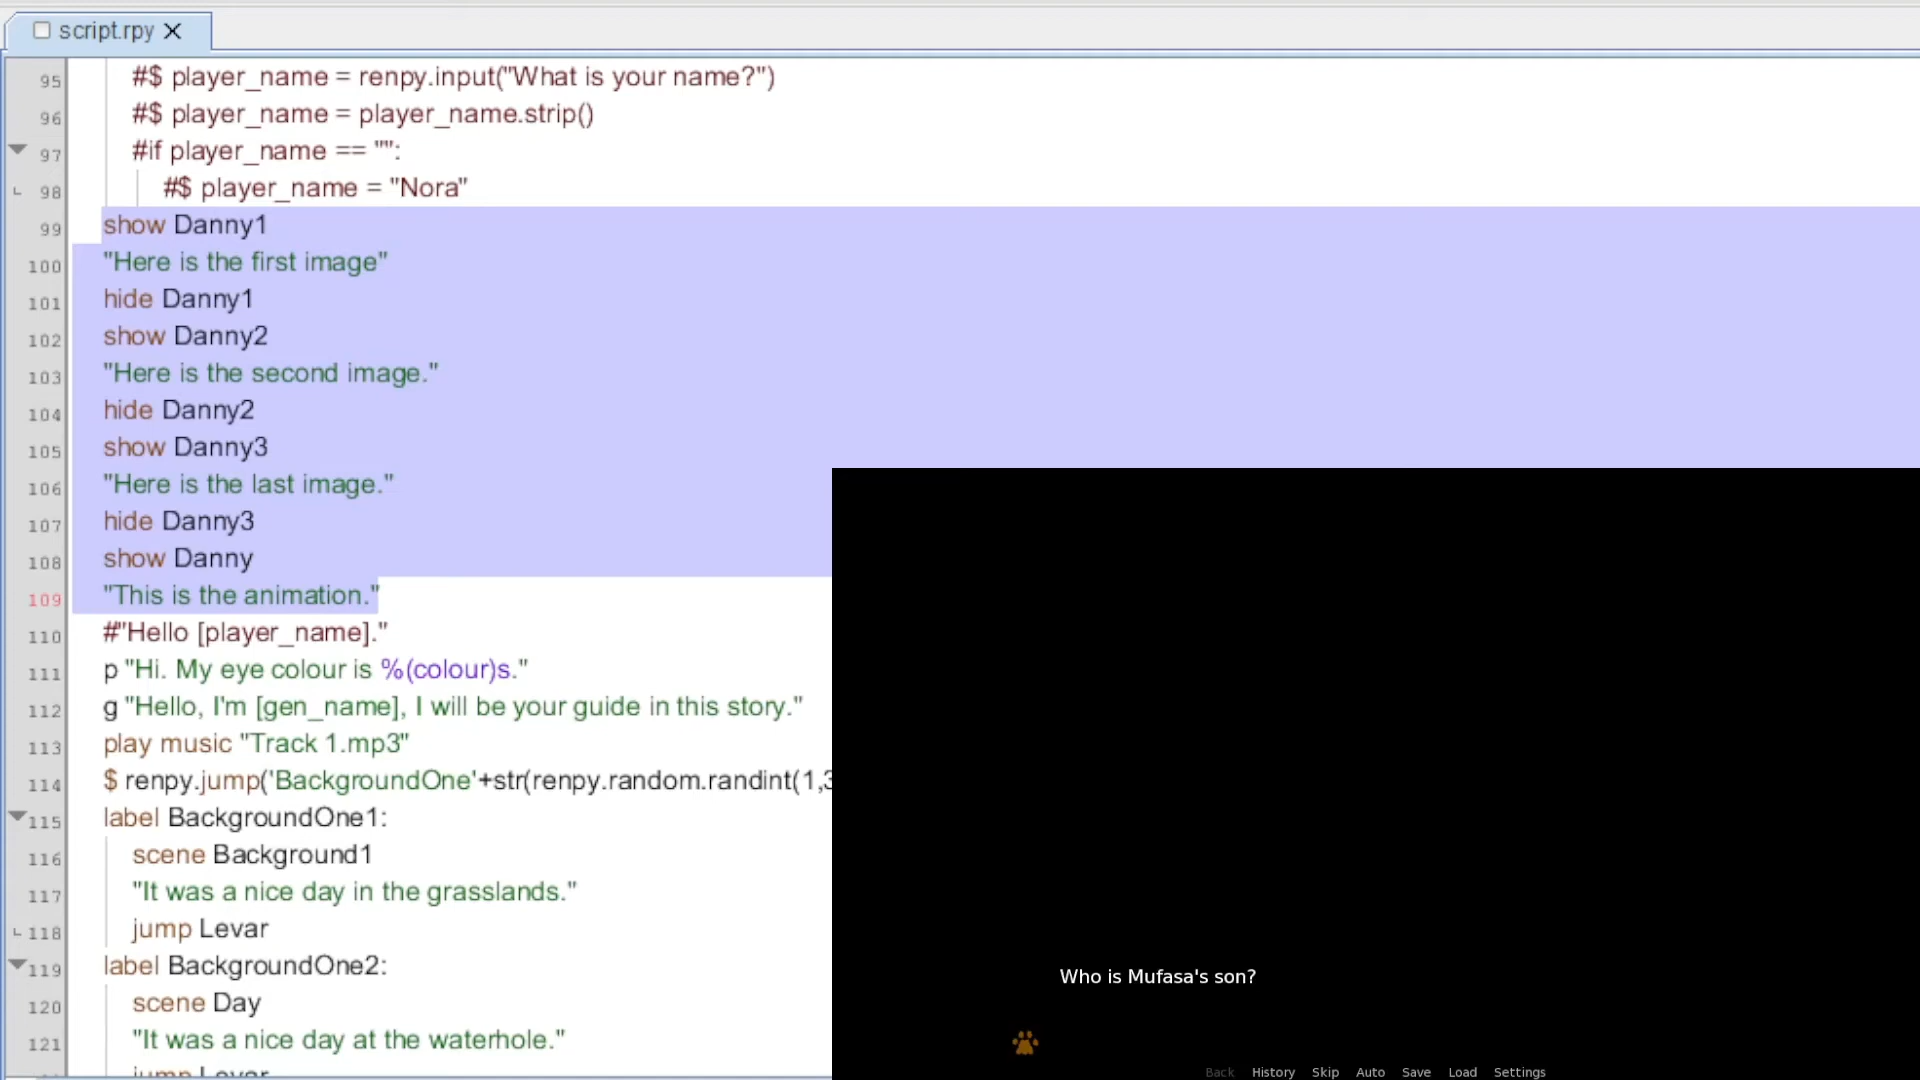 script.rpy
95 #$ player_name = renpy.input("What is your name?")
96 #$ player_name = player_name.strip()
97 #if player_name == "":
98 #$ player_name = "Nora"
99 show Danny1
100 "Here is the first image"
101 hide Danny1
102 show Danny2
103 "Here is the second image."
104 hide Danny2
105 show Danny3
106 "Here is the last image."
107 hide Danny3
108 show Danny
109 "This is the animation."
110 #"Hello [player_name]."
111 p "Hi. My eye colour is %(colour)s."
112 g "Hello, I'm [gen_name], I will be your guide in this story."
113 play music "Track 1.mp3"
114 $ renpy.jump('BackgroundOne'+str(renpy.random.randint(1,3
115 label BackgroundOne1:
116 scene Background1
117 "It was a nice day in the grasslands."
118 jump Levar
119 label BackgroundOne2:
120 scene Day
121 "It was a nice day at the waterhole."
jump Levar
Who is Mufasa's son?
Back History Skip Auto Save Load Settings